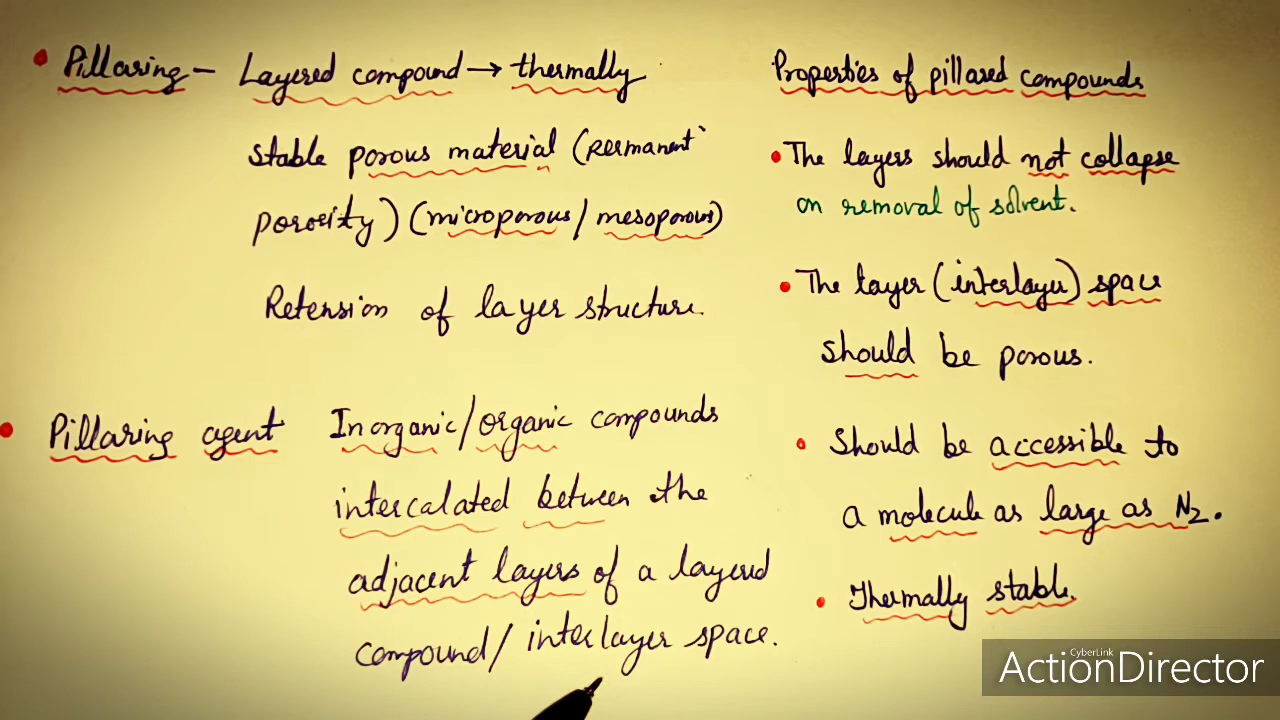 Pillaring – Layered compound → thermally
stable porous material (permanent
porosity) (microporous/mesoporous)
Retension of layer structure.
Pillaring agent Inorganic/organic compounds
intercalated between the
adjacent layers of a layered
compound/interlayer space.
Properties of pillared compounds
• The layers should not collapse
on removal of solvent.
• The layer (interlayer) space
should be porous.
• Should be accessible to
a molecule as large as N2.
• Thermally stable.
CyberLink
ActionDirector